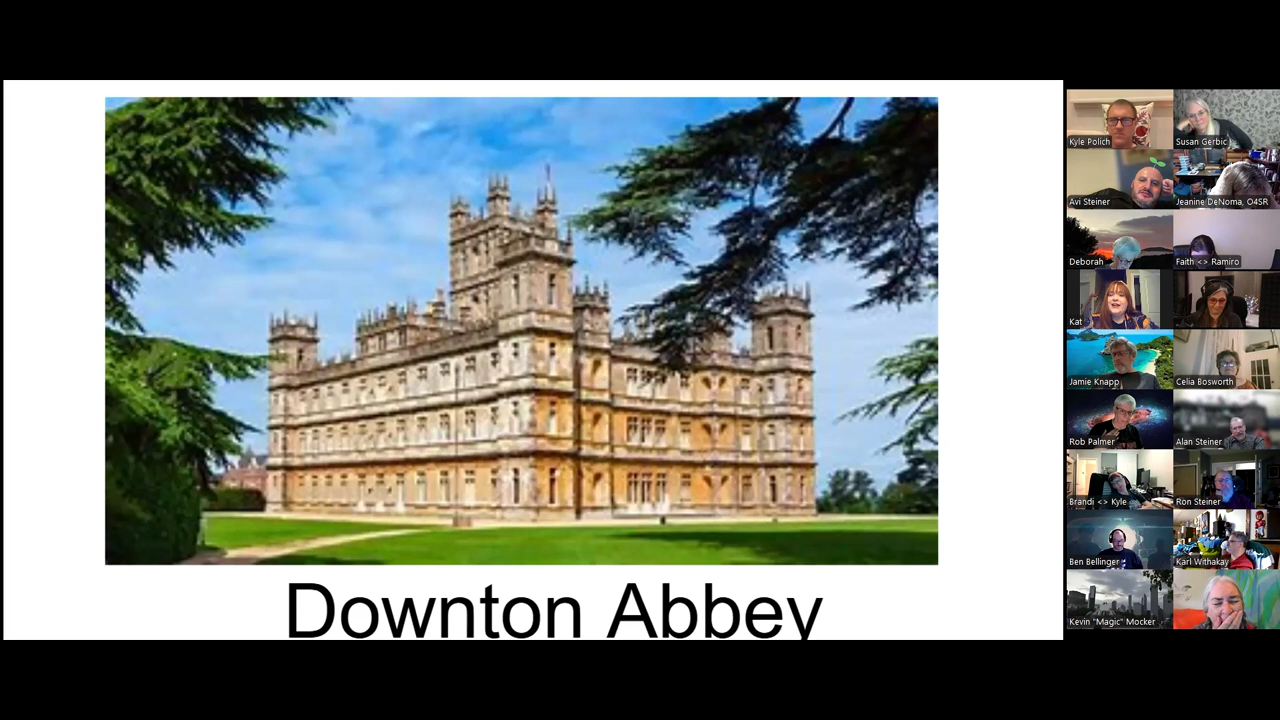 Downton Abbey
Kyle Polich
Susan Gerbic
Avi Steiner
Jeanine DeNoma, O4SR
Deborah
Faith <> Ramiro
Kat
Jamie Knapp
Celia Bosworth
Rob Palmer
Alan Steiner
Brandi <> Kyle
Ron Steiner
Ben Bellinger
Karl Withakay
Kevin "Magic" Mocker